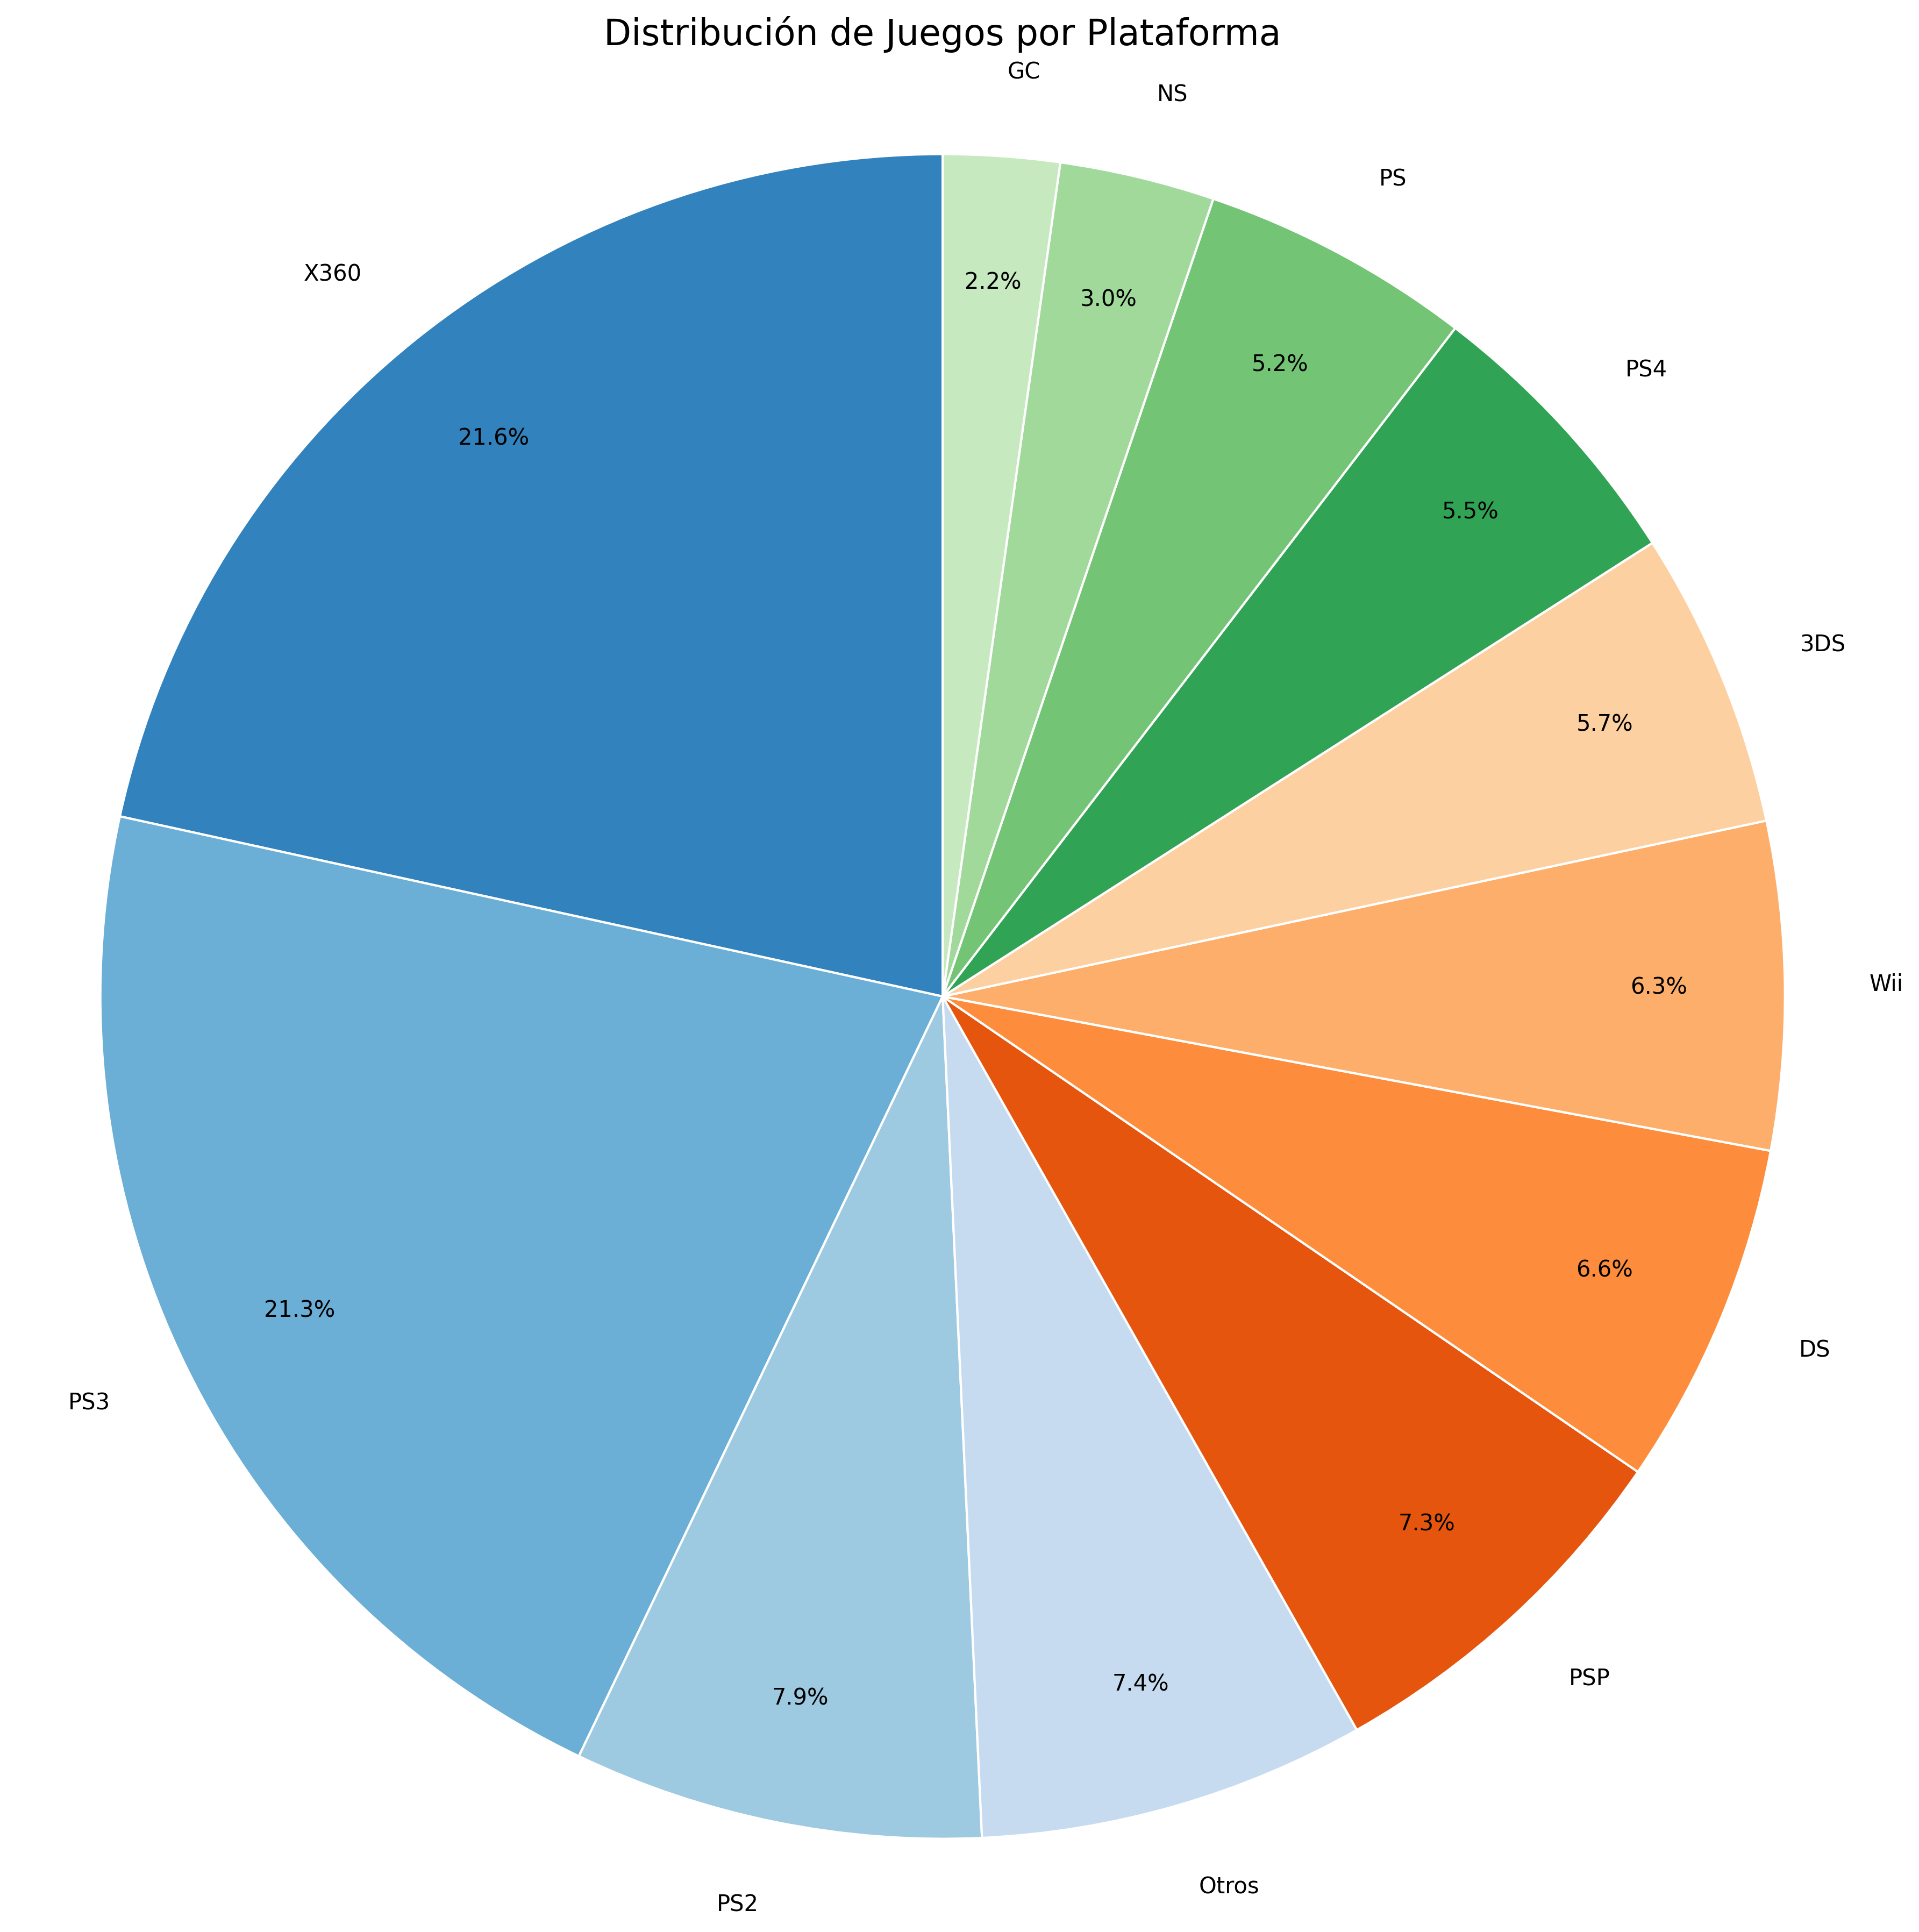 Distribución de Juegos por Plataforma
GC
NS
PS
PS4
X360
3DS
Wii
DS
PS3
PSP
Otros
PS2
2.2%
3.0%
5.2%
21.6%
5.5%
5.7%
6.3%
6.6%
21.3%
7.3%
7.4%
7.9%